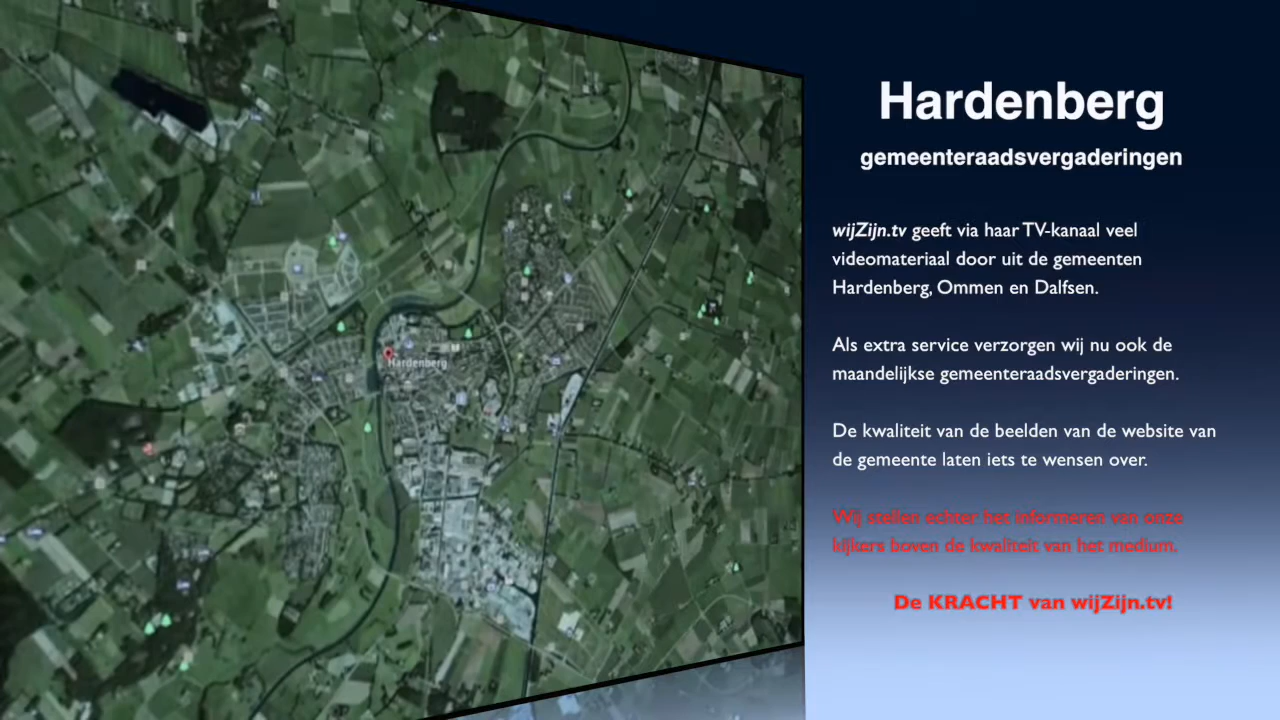 Hardenberg
gemeenteraadsvergaderingen
wijZijn.tv geeft via haar TV-kanaal veel
videomateriaal door uit de gemeenten
Hardenberg, Ommen en Dalfsen.
Als extra service verzorgen wij nu ook de
maandelijkse gemeenteraadsvergaderingen.
De kwaliteit van de beelden van de website van
de gemeente laten iets te wensen over.
Wij stellen echter het informeren van onze
kijkers boven de kwaliteit van het medium.
De KRACHT van wijZijn.tv!
Hardenberg